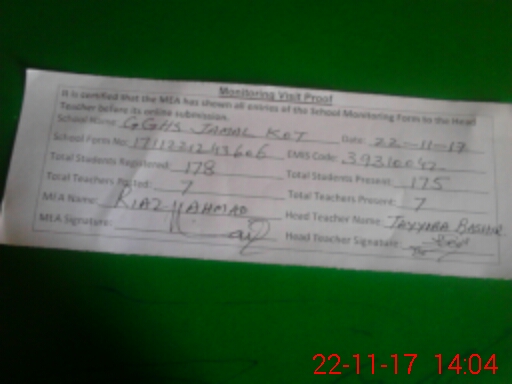 Monitoring Visit Proof
It is certified that the MEA has shown all entries of the School Monitoring Form to the Head
Teacher before its online submission.
School Name: GGHS JAMAL KOT Date: 22-11-17
School Form No: EMIS Code: 39310042
Total Students Registered: 178 Total Students Present: 175
Total Teachers Posted: 7 Total Teachers Present: 7
MEA Name: RIAZ AHMAD Head Teacher Name: TAYYABA BASHIR
MEA Signature: Head Teacher Signature:
22-11-17 14:04